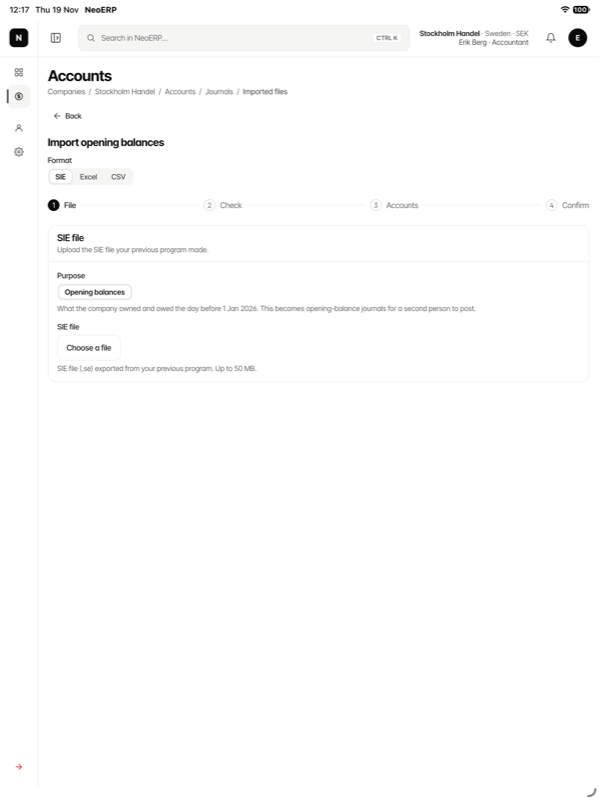 12:17 Thu 19 Nov NeoERP
100
N
Search in NeoERP...
CTRL K
Stockholm Handel · Sweden · SEK
Erik Berg · Accountant
E
Accounts
Companies / Stockholm Handel / Accounts / Journals / Imported files
Back
Import opening balances
Format
SIE Excel CSV
1 File 2 Check 3 Accounts 4 Confirm
SIE file
Upload the SIE file your previous program made.
Purpose
Opening balances
What the company owned and owed the day before 1 Jan 2026. This becomes opening-balance journals for a second person to post.
SIE file
Choose a file
SIE file (.se) exported from your previous program. Up to 50 MB.